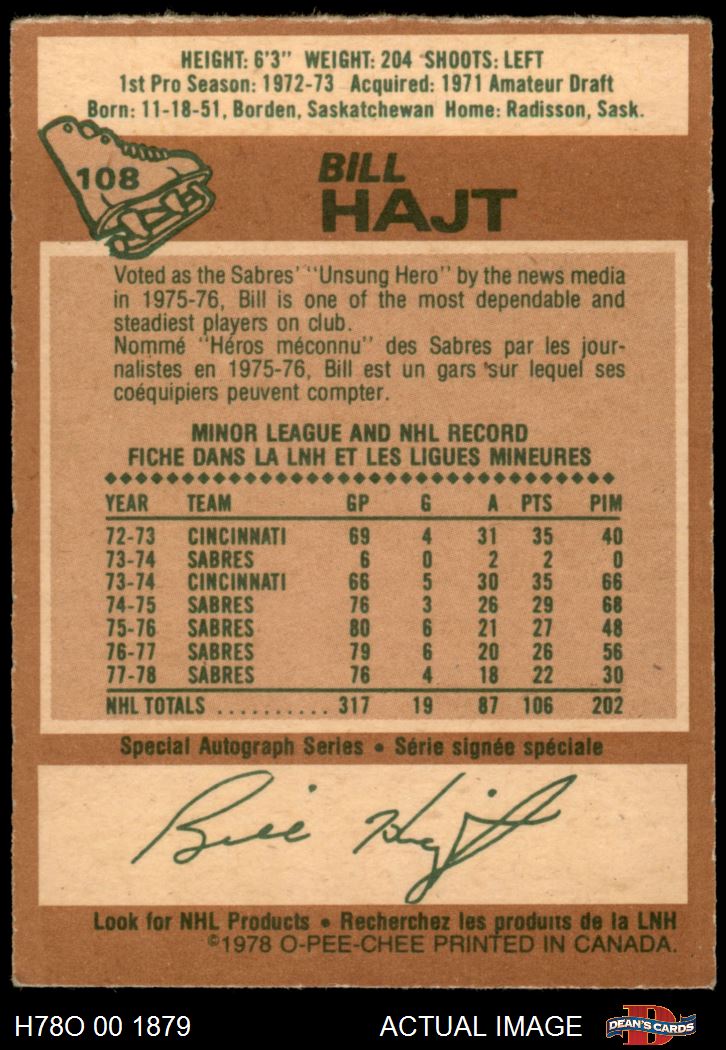 HEIGHT: 6'3" WEIGHT: 204 SHOOTS: LEFT
1st Pro Season: 1972-73 Acquired: 1971 Amateur Draft
Born: 11-18-51, Borden, Saskatchewan Home: Radisson, Sask.
108
BILL
HAJT
Voted as the Sabres' "Unsung Hero" by the news media
in 1975-76, Bill is one of the most dependable and
steadiest players on club.
Nommé "Héros méconnu" des Sabres par les jour-
nalistes en 1975-76, Bill est un gars sur lequel ses
coéquipiers peuvent compter.
MINOR LEAGUE AND NHL RECORD
FICHE DANS LA LNH ET LES LIGUES MINEURES
YEAR TEAM GP G A PTS PIM
72-73 CINCINNATI 69 4 31 35 40
73-74 SABRES 6 0 2 2 0
73-74 CINCINNATI 66 5 30 35 66
74-75 SABRES 76 3 26 29 68
75-76 SABRES 80 6 21 27 48
76-77 SABRES 79 6 20 26 56
77-78 SABRES 76 4 18 22 30
NHL TOTALS .......... 317 19 87 106 202
Special Autograph Series • Série signée spéciale
Bill Hajt
Look for NHL Products • Recherchez les produits de la LNH
©1978 O-PEE-CHEE PRINTED IN CANADA.
H78O 00 1879 ACTUAL IMAGE DEAN'S CARDS